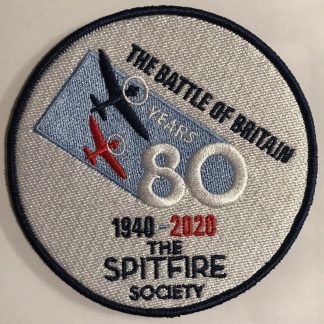 THE BATTLE OF BRITAIN
YEARS
80
1940-2020
THE
SPITFIRE
SOCIETY